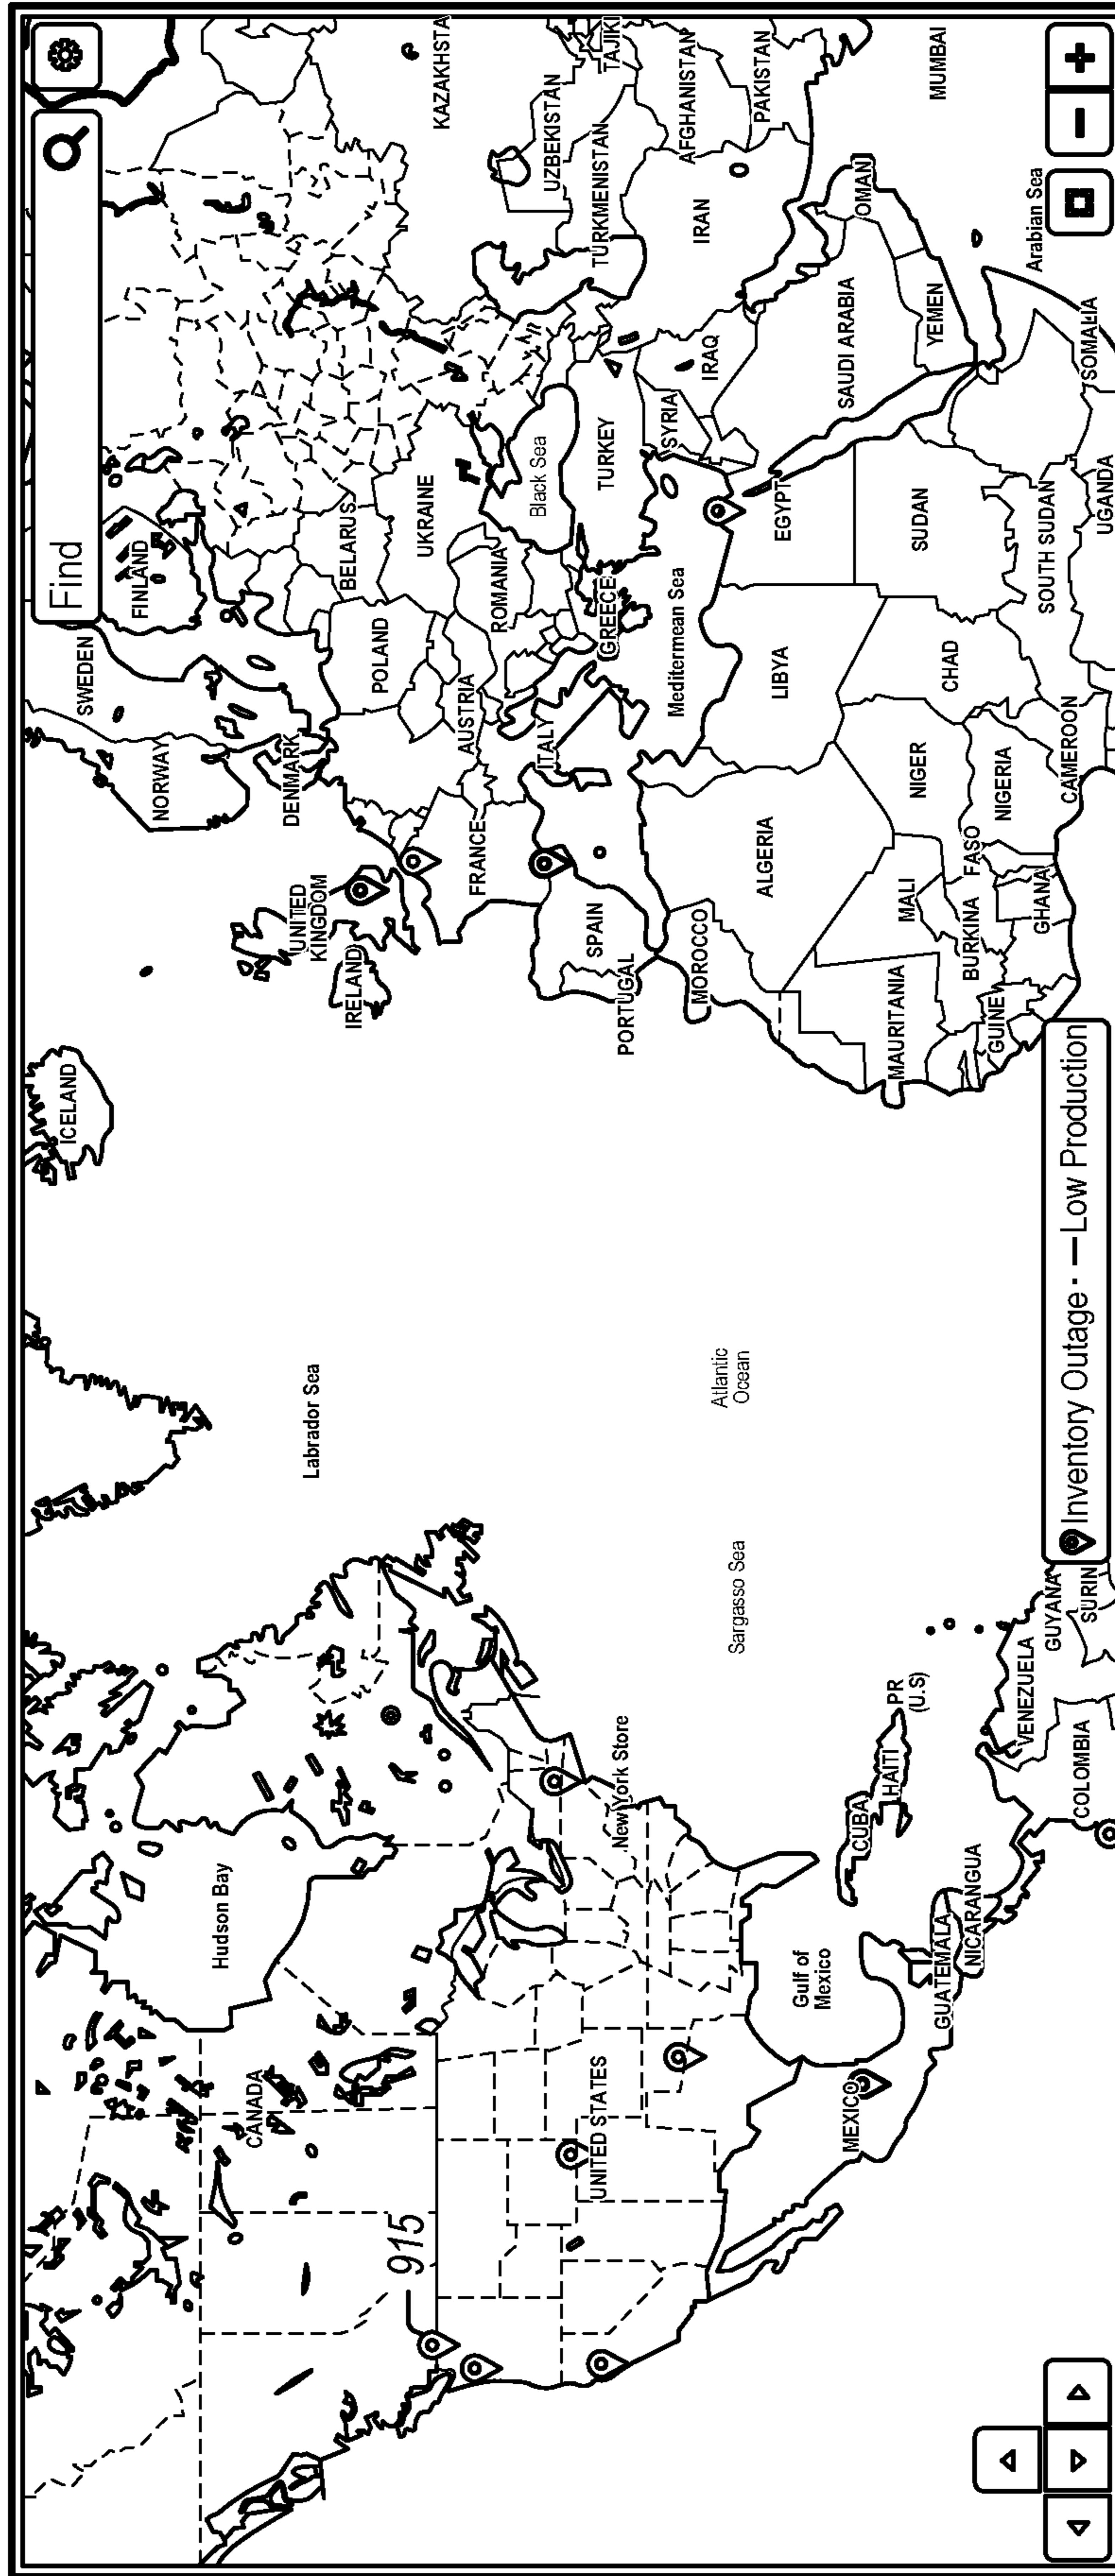 Find
SWEDEN
FINLAND
NORWAY
ICELAND
DENMARK
UNITED
KINGDOM
IRELAND
BELARUS
POLAND
UKRAINE
KAZAKHSTA
FRANCE
AUSTRIA
ROMANIA
ITALY
Black Sea
UZBEKISTAN
SPAIN
PORTUGAL
GREECE
TURKEY
TURKMENISTAN
TAJIKI
Meditermean Sea
SYRIA
IRAQ
IRAN
AFGHANISTAN
PAKISTAN
MOROCCO
ALGERIA
LIBYA
EGYPT
SAUDI ARABIA
OMAN
MUMBAI
MAURITANIA
MALI
NIGER
CHAD
SUDAN
YEMEN
Arabian Sea
GUINE
BURKINA
FASO
NIGERIA
GHANA
CAMEROON
SOUTH SUDAN
UGANDA
SOMALIA
Labrador Sea
Hudson Bay
CANADA
915
UNITED STATES
New York Store
Atlantic
Ocean
Sargasso Sea
Gulf of
Mexico
MEXICO
CUBA
HAITI
PR
(U.S)
GUATEMALA
NICARANGUA
VENEZUELA
GUYANA
SURIN
COLOMBIA
Inventory Outage · — Low Production